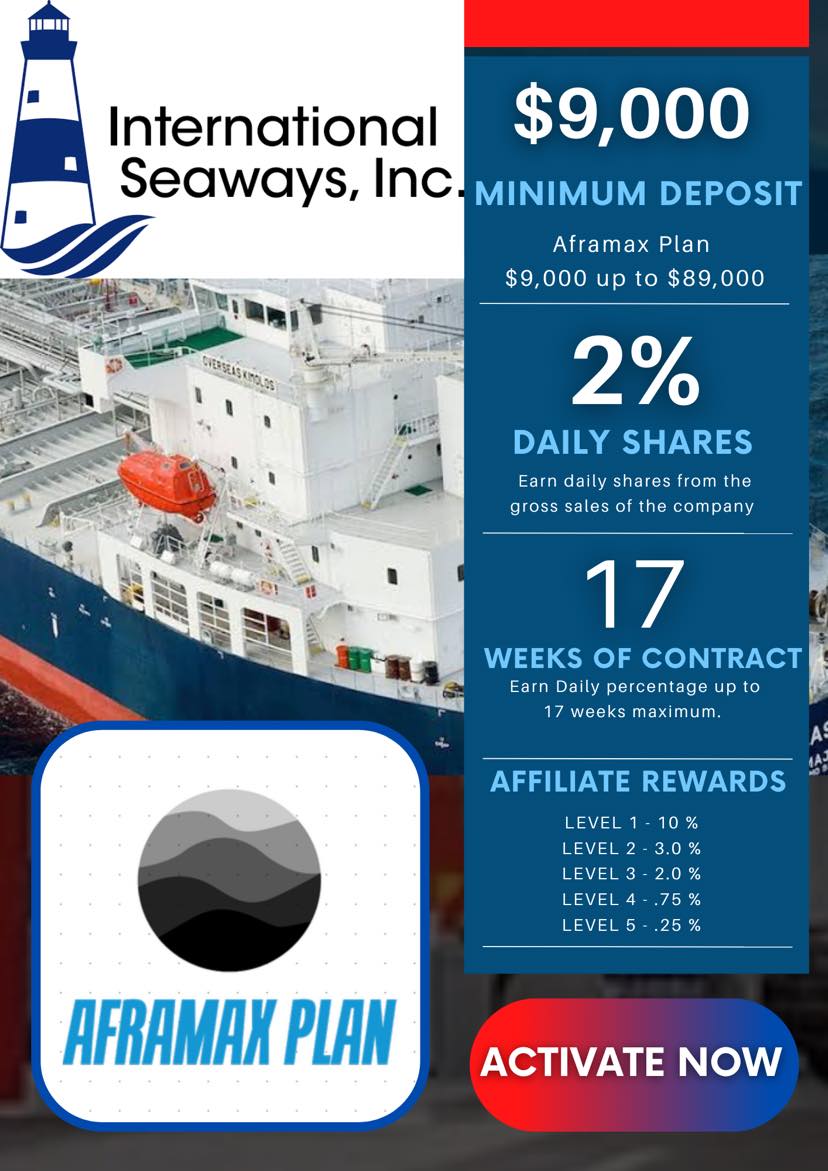 International
Seaways, Inc.
$9,000
MINIMUM DEPOSIT
Aframax Plan
$9,000 up to $89,000
2%
DAILY SHARES
Earn daily shares from the
gross sales of the company
17
WEEKS OF CONTRACT
Earn Daily percentage up to
17 weeks maximum.
AFFILIATE REWARDS
LEVEL 1 - 10 %
LEVEL 2 - 3.0 %
LEVEL 3 - 2.0 %
LEVEL 4 - .75 %
LEVEL 5 - .25 %
OVERSEAS KIMOLOS
AFRAMAX PLAN
ACTIVATE NOW